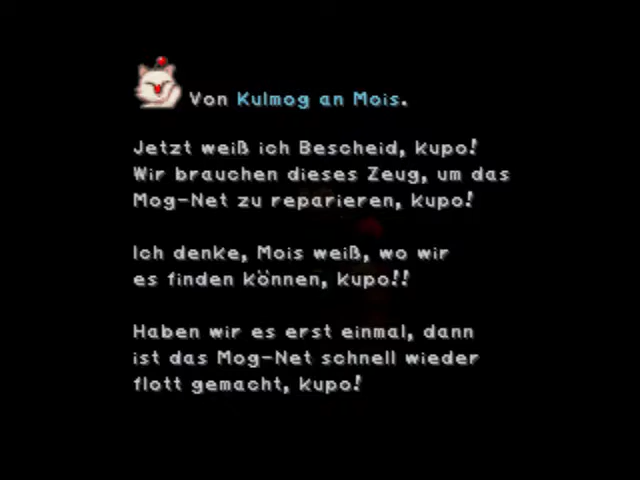 Von Kulmog an Mois.
Jetzt weiß ich Bescheid, kupo!
Wir brauchen dieses Zeug, um das
Mog-Net zu reparieren, kupo!
Ich denke, Mois weiß, wo wir
es finden können, kupo!!
Haben wir es erst einmal, dann
ist das Mog-Net schnell wieder
flott gemacht, kupo!